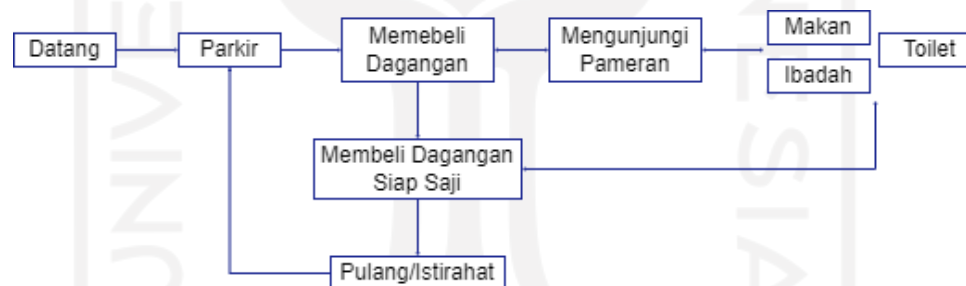 Datang
Parkir
Memebeli
Dagangan
Mengunjungi
Pameran
Makan
Ibadah
Toilet
Membeli Dagangan
Siap Saji
Pulang/Istirahat